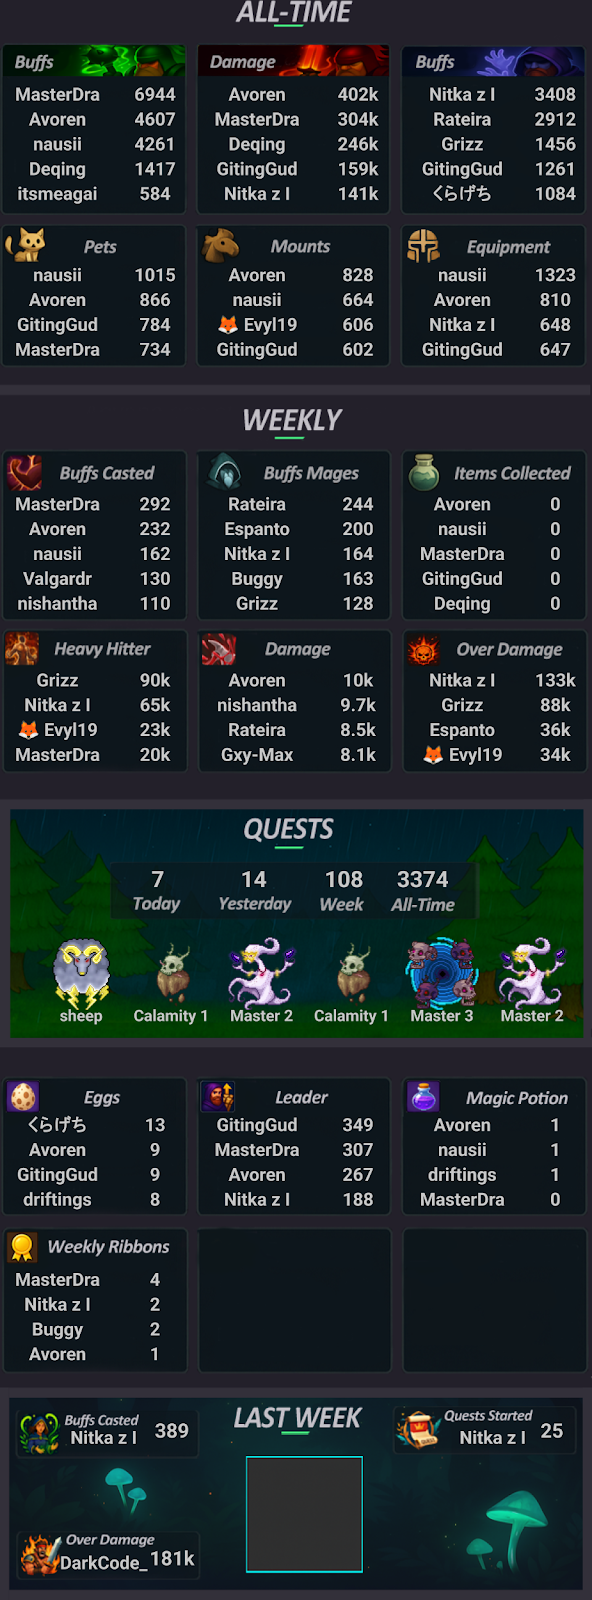 ALL-TIME
Buffs
MasterDra 6944
Avoren 4607
nausii 4261
Deqing 1417
itsmeagai 584
Damage
Avoren 402k
MasterDra 304k
Deqing 246k
GitingGud 159k
Nitka z I 141k
Buffs
Nitka z I 3408
Rateira 2912
Grizz 1456
GitingGud 1261
くらげち 1084
Pets
nausii 1015
Avoren 866
GitingGud 784
MasterDra 734
Mounts
Avoren 828
nausii 664
🦊 Evyl19 606
GitingGud 602
Equipment
nausii 1323
Avoren 810
Nitka z I 648
GitingGud 647
WEEKLY
Buffs Casted
MasterDra 292
Avoren 232
nausii 162
Valgardr 130
nishantha 110
Buffs Mages
Rateira 244
Espanto 200
Nitka z I 164
Buggy 163
Grizz 128
Items Collected
Avoren 0
nausii 0
MasterDra 0
GitingGud 0
Deqing 0
Heavy Hitter
Grizz 90k
Nitka z I 65k
🦊 Evyl19 23k
MasterDra 20k
Damage
Avoren 10k
nishantha 9.7k
Rateira 8.5k
Gxy-Max 8.1k
Over Damage
Nitka z I 133k
Grizz 88k
Espanto 36k
🦊 Evyl19 34k
QUESTS
7 14 108 3374
Today Yesterday Week All-Time
sheep Calamity 1 Master 2 Calamity 1 Master 3 Master 2
Eggs
くらげち 13
Avoren 9
GitingGud 9
driftings 8
Leader
GitingGud 349
MasterDra 307
Avoren 267
Nitka z I 188
Magic Potion
Avoren 1
nausii 1
driftings 1
MasterDra 0
Weekly Ribbons
MasterDra 4
Nitka z I 2
Buggy 2
Avoren 1
LAST WEEK
Buffs Casted
Nitka z I 389
Quests Started
Nitka z I 25
Over Damage
DarkCode_ 181k